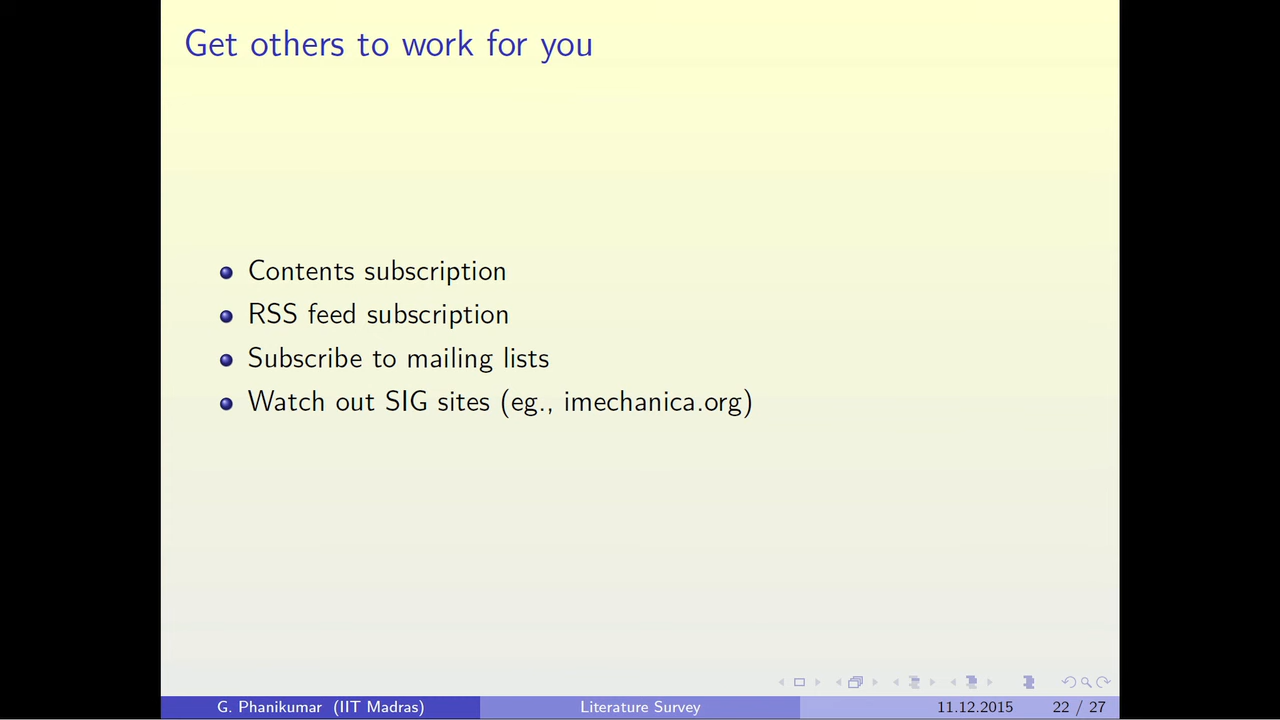 Get others to work for you
Contents subscription
RSS feed subscription
Subscribe to mailing lists
Watch out SIG sites (eg., imechanica.org)
G. Phanikumar (IIT Madras) Literature Survey 11.12.2015 22 / 27